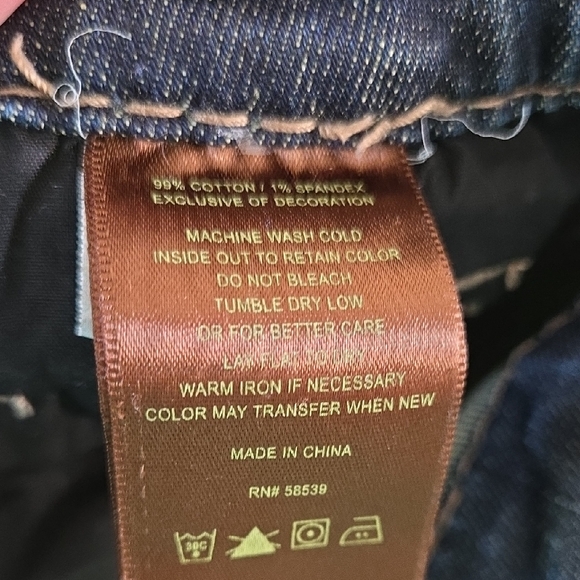 99% COTTON / 1% SPANDEX
EXCLUSIVE OF DECORATION
MACHINE WASH COLD
INSIDE OUT TO RETAIN COLOR
DO NOT BLEACH
TUMBLE DRY LOW
OR FOR BETTER CARE
LAY FLAT TO DRY
WARM IRON IF NECESSARY
COLOR MAY TRANSFER WHEN NEW
MADE IN CHINA
RN# 58539
30C